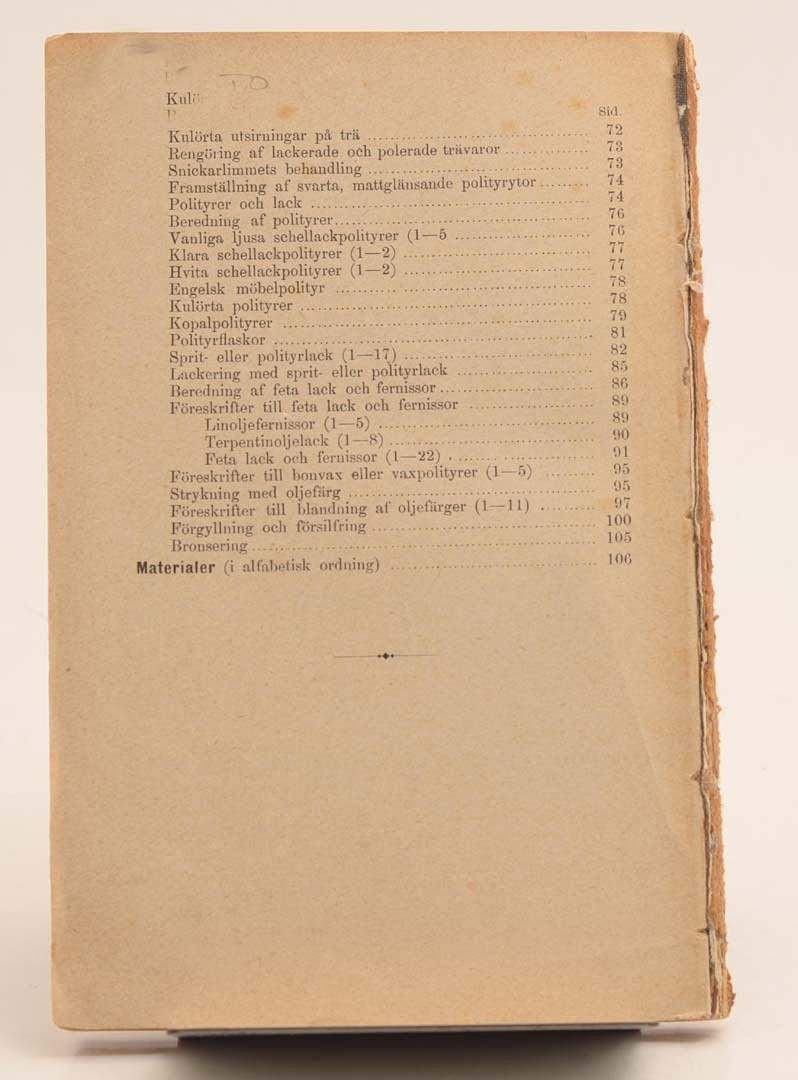 Sid.
Kulörta utsirningar på trä 72
Rengöring af lackerade och polerade trävaror 73
Snickarlimmets behandling 73
Framställning af svarta, mattglänsande polityrytor 74
Polityrer och lack 74
Beredning af polityrer 76
Vanliga ljusa schellackpolityrer (1—5 76
Klara schellackpolityrer (1—2) 77
Hvita schellackpolityrer (1—2) 77
Engelsk möbelpolityr 78
Kulörta polityrer 78
Kopalpolityrer 79
Polityrflaskor 81
Sprit- eller polityrlack (1—17) 82
Lackering med sprit- eller polityrlack 85
Beredning af feta lack och fernissor 86
Föreskrifter till feta lack och fernissor 89
Linoljefernissor (1—5) 89
Terpentinoljelack (1—8) 90
Feta lack och fernissor (1—22) 91
Föreskrifter till bonvax eller vaxpolityrer (1—5) 95
Strykning med oljefärg 95
Föreskrifter till blandning af oljefärger (1—11) 97
Förgyllning och försilfring 100
Bronsering 105
Materialer (i alfabetisk ordning) 106